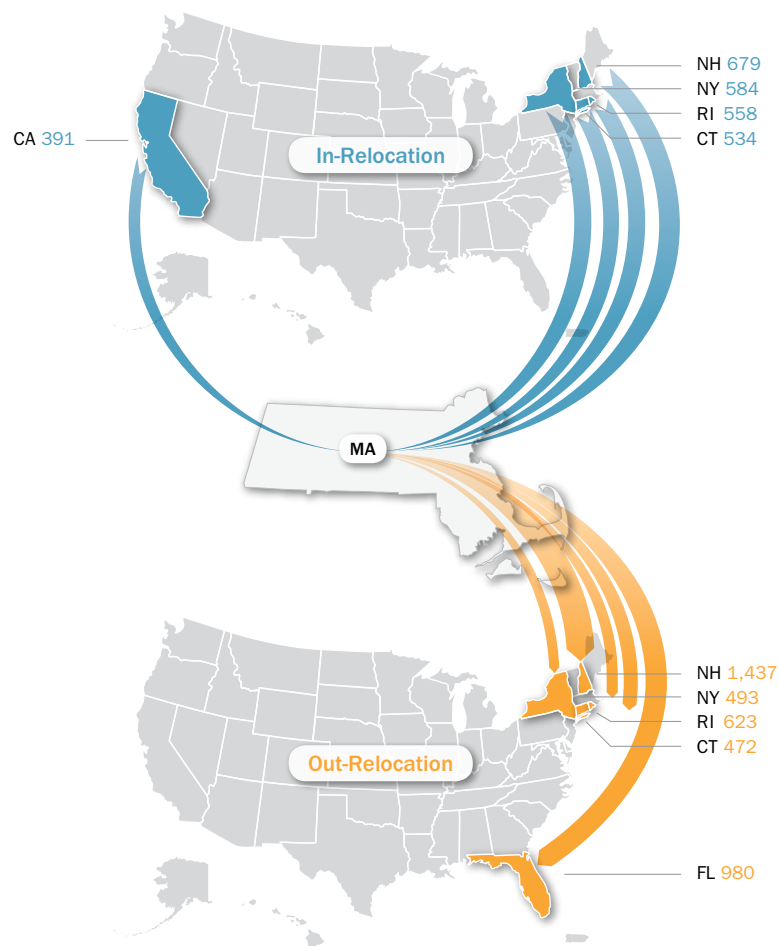 NH 679
NY 584
RI 558
CT 534
CA 391
In-Relocation
MA
NH 1,437
NY 493
RI 623
CT 472
Out-Relocation
FL 980